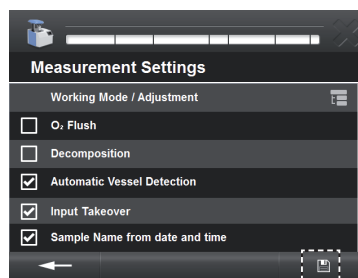 Measurement Settings
Working Mode / Adjustment
O₂ Flush
Decomposition
Automatic Vessel Detection
Input Takeover
Sample Name from date and time